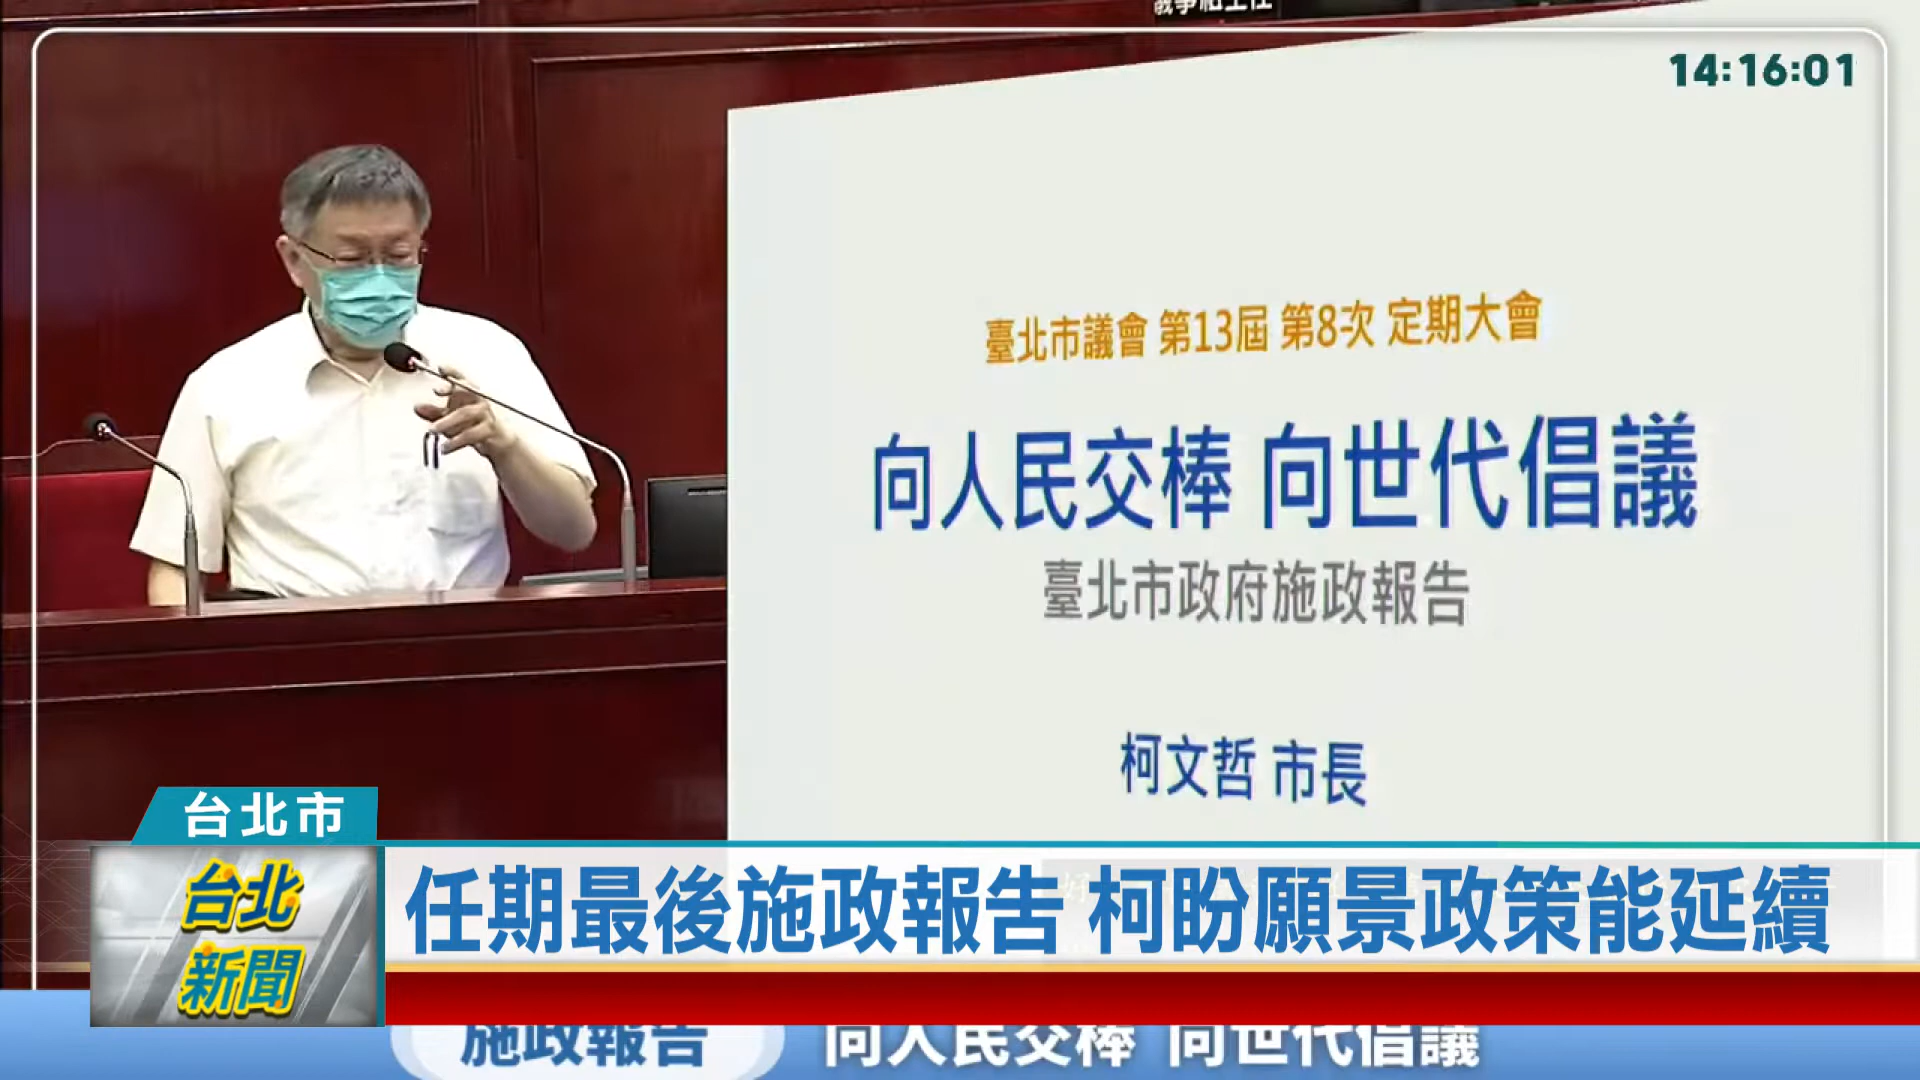 14:16:01
臺北市議會 第13屆 第8次 定期大會
向人民交棒 向世代倡議
臺北市政府施政報告
柯文哲 市長
台北市
台北
新聞
任期最後施政報告 柯盼願景政策能延續
施政報告 向人民交棒 向世代倡議